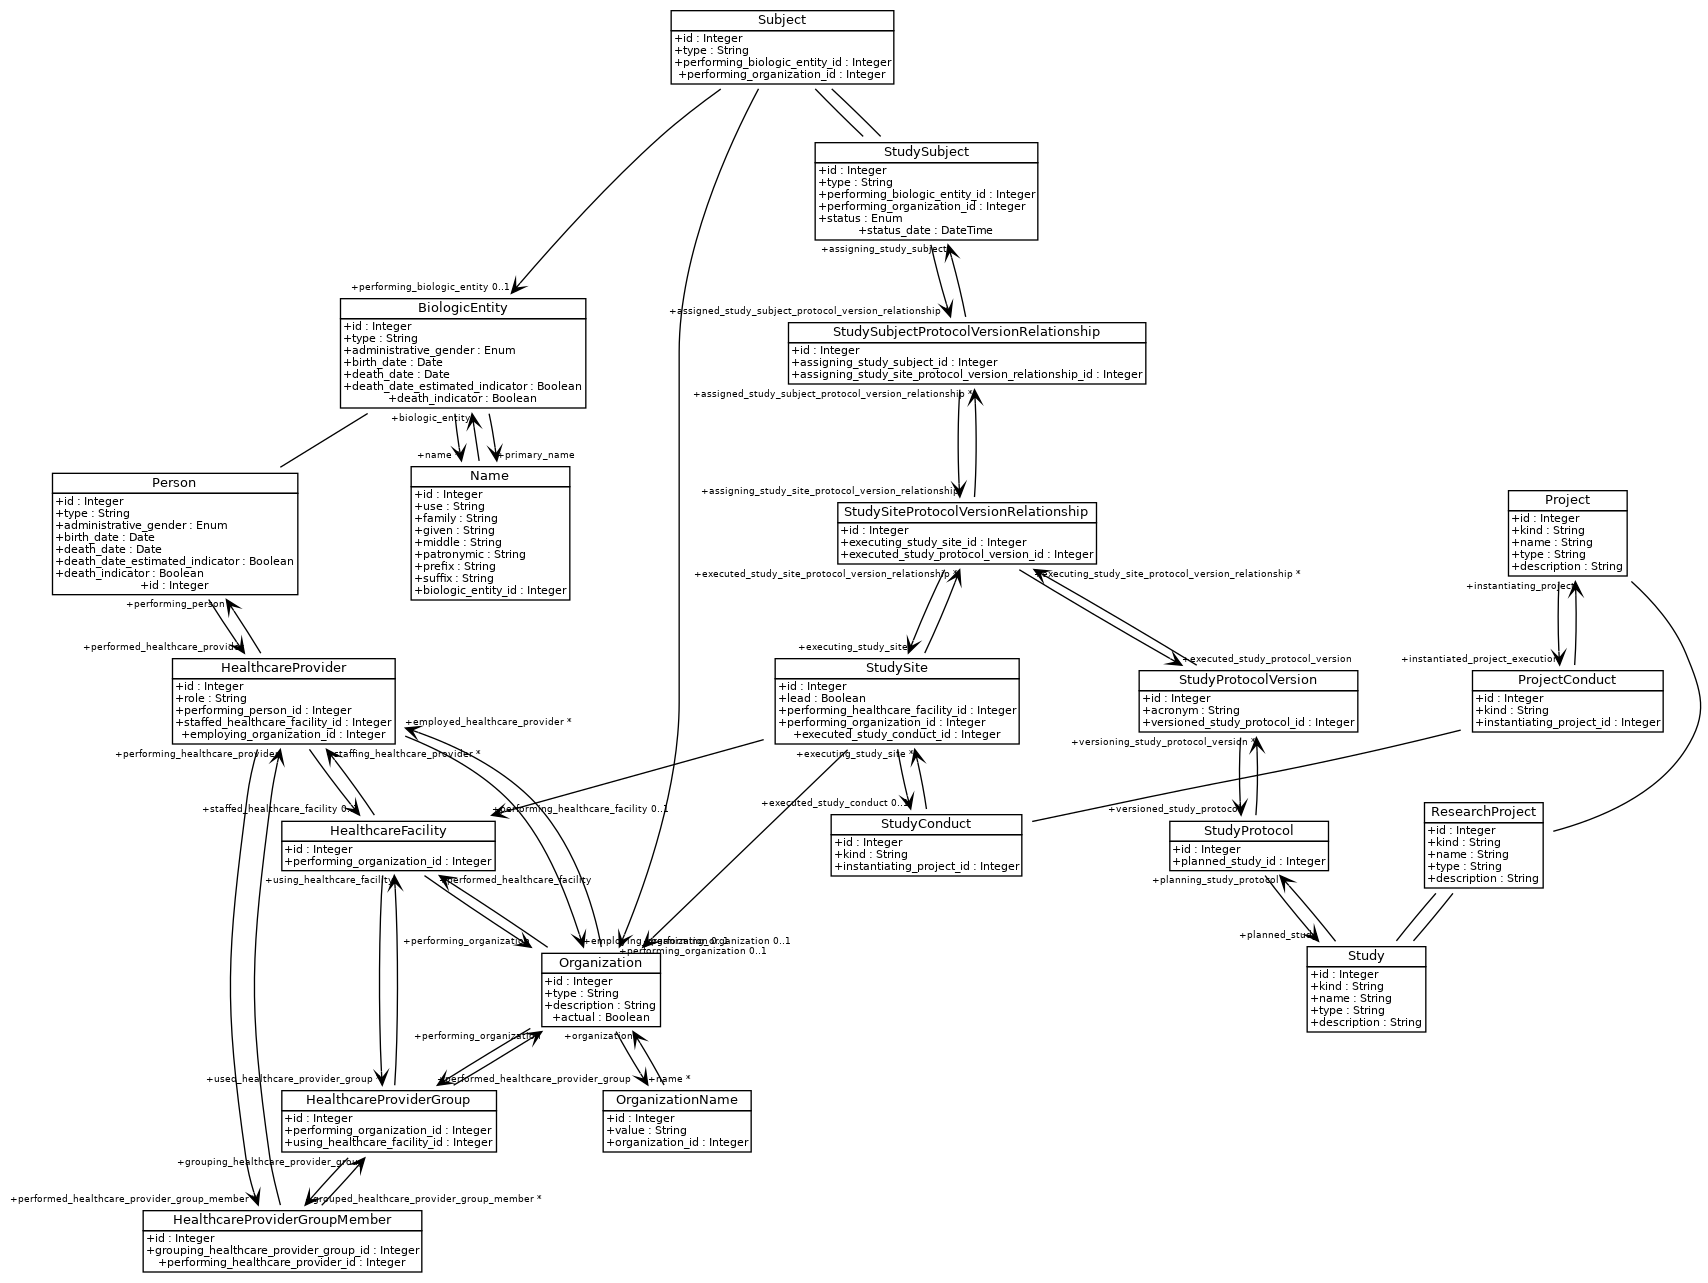 Subject
+id : Integer
+type : String
+performing_biologic_entity_id : Integer
+performing_organization_id : Integer
StudySubject
+id : Integer
+type : String
+performing_biologic_entity_id : Integer
+performing_organization_id : Integer
+status : Enum
+status_date : DateTime
+assigning_study_subject
+performing_biologic_entity 0..1
BiologicEntity
+id : Integer
+type : String
+administrative_gender : Enum
+birth_date : Date
+death_date : Date
+death_date_estimated_indicator : Boolean
+death_indicator : Boolean
+assigned_study_subject_protocol_version_relationship
StudySubjectProtocolVersionRelationship
+id : Integer
+assigning_study_subject_id : Integer
+assigning_study_site_protocol_version_relationship_id : Integer
+assigned_study_subject_protocol_version_relationship *
+biologic_entity
+name
+primary_name
Person
+id : Integer
+type : String
+administrative_gender : Enum
+birth_date : Date
+death_date : Date
+death_date_estimated_indicator : Boolean
+death_indicator : Boolean
+id : Integer
+performing_person
Name
+id : Integer
+use : String
+family : String
+given : String
+middle : String
+patronymic : String
+prefix : String
+suffix : String
+biologic_entity_id : Integer
+assigning_study_site_protocol_version_relationship
StudySiteProtocolVersionRelationship
+id : Integer
+executing_study_site_id : Integer
+executed_study_protocol_version_id : Integer
+executed_study_site_protocol_version_relationship *
+executing_study_site_protocol_version_relationship *
Project
+id : Integer
+kind : String
+name : String
+type : String
+description : String
+instantiating_project
+performed_healthcare_provider
HealthcareProvider
+id : Integer
+role : String
+performing_person_id : Integer
+staffed_healthcare_facility_id : Integer
+employing_organization_id : Integer
+employed_healthcare_provider *
+performing_healthcare_provider
+staffing_healthcare_provider *
+executing_study_site
StudySite
+id : Integer
+lead : Boolean
+performing_healthcare_facility_id : Integer
+performing_organization_id : Integer
+executed_study_conduct_id : Integer
+executing_study_site *
+executed_study_protocol_version
StudyProtocolVersion
+id : Integer
+acronym : String
+versioned_study_protocol_id : Integer
+versioning_study_protocol_version *
+instantiated_project_execution
ProjectConduct
+id : Integer
+kind : String
+instantiating_project_id : Integer
+staffed_healthcare_facility 0..1
+performing_healthcare_facility 0..1
HealthcareFacility
+id : Integer
+performing_organization_id : Integer
+using_healthcare_facility
+performed_healthcare_facility
+executed_study_conduct 0..1
StudyConduct
+id : Integer
+kind : String
+instantiating_project_id : Integer
+versioned_study_protocol
StudyProtocol
+id : Integer
+planned_study_id : Integer
+planning_study_protocol
ResearchProject
+id : Integer
+kind : String
+name : String
+type : String
+description : String
+planned_study
Study
+id : Integer
+kind : String
+name : String
+type : String
+description : String
+performing_organization
+employing_organization 0..1
+performing_organization 0..1
+performing_organization 0..1
Organization
+id : Integer
+type : String
+description : String
+actual : Boolean
+performing_organization
+organization
+used_healthcare_provider_group *
+performed_healthcare_provider_group
+name *
HealthcareProviderGroup
+id : Integer
+performing_organization_id : Integer
+using_healthcare_facility_id : Integer
OrganizationName
+id : Integer
+value : String
+organization_id : Integer
+grouping_healthcare_provider_group
+performed_healthcare_provider_group_member
+grouped_healthcare_provider_group_member *
HealthcareProviderGroupMember
+id : Integer
+grouping_healthcare_provider_group_id : Integer
+performing_healthcare_provider_id : Integer